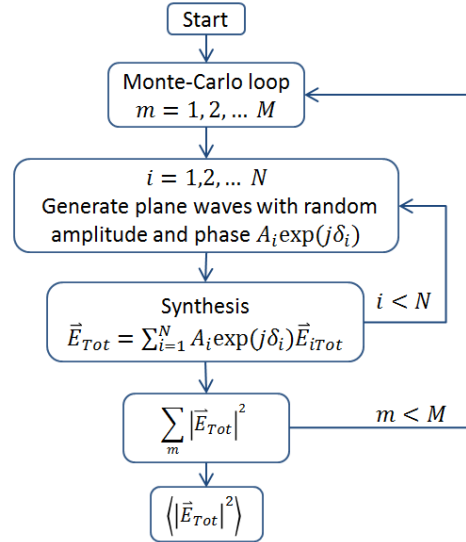 Start
Monte-Carlo loop
m = 1, 2, … M
i = 1,2, … N
Generate plane waves with random
amplitude and phase A_i exp(jδ_i)
Synthesis
E⃗_Tot = ∑_{i=1}^{N} A_i exp(jδ_i)E⃗_iTot
i < N
∑_m |E⃗_Tot|^2
m < M
⟨|E⃗_Tot|^2⟩